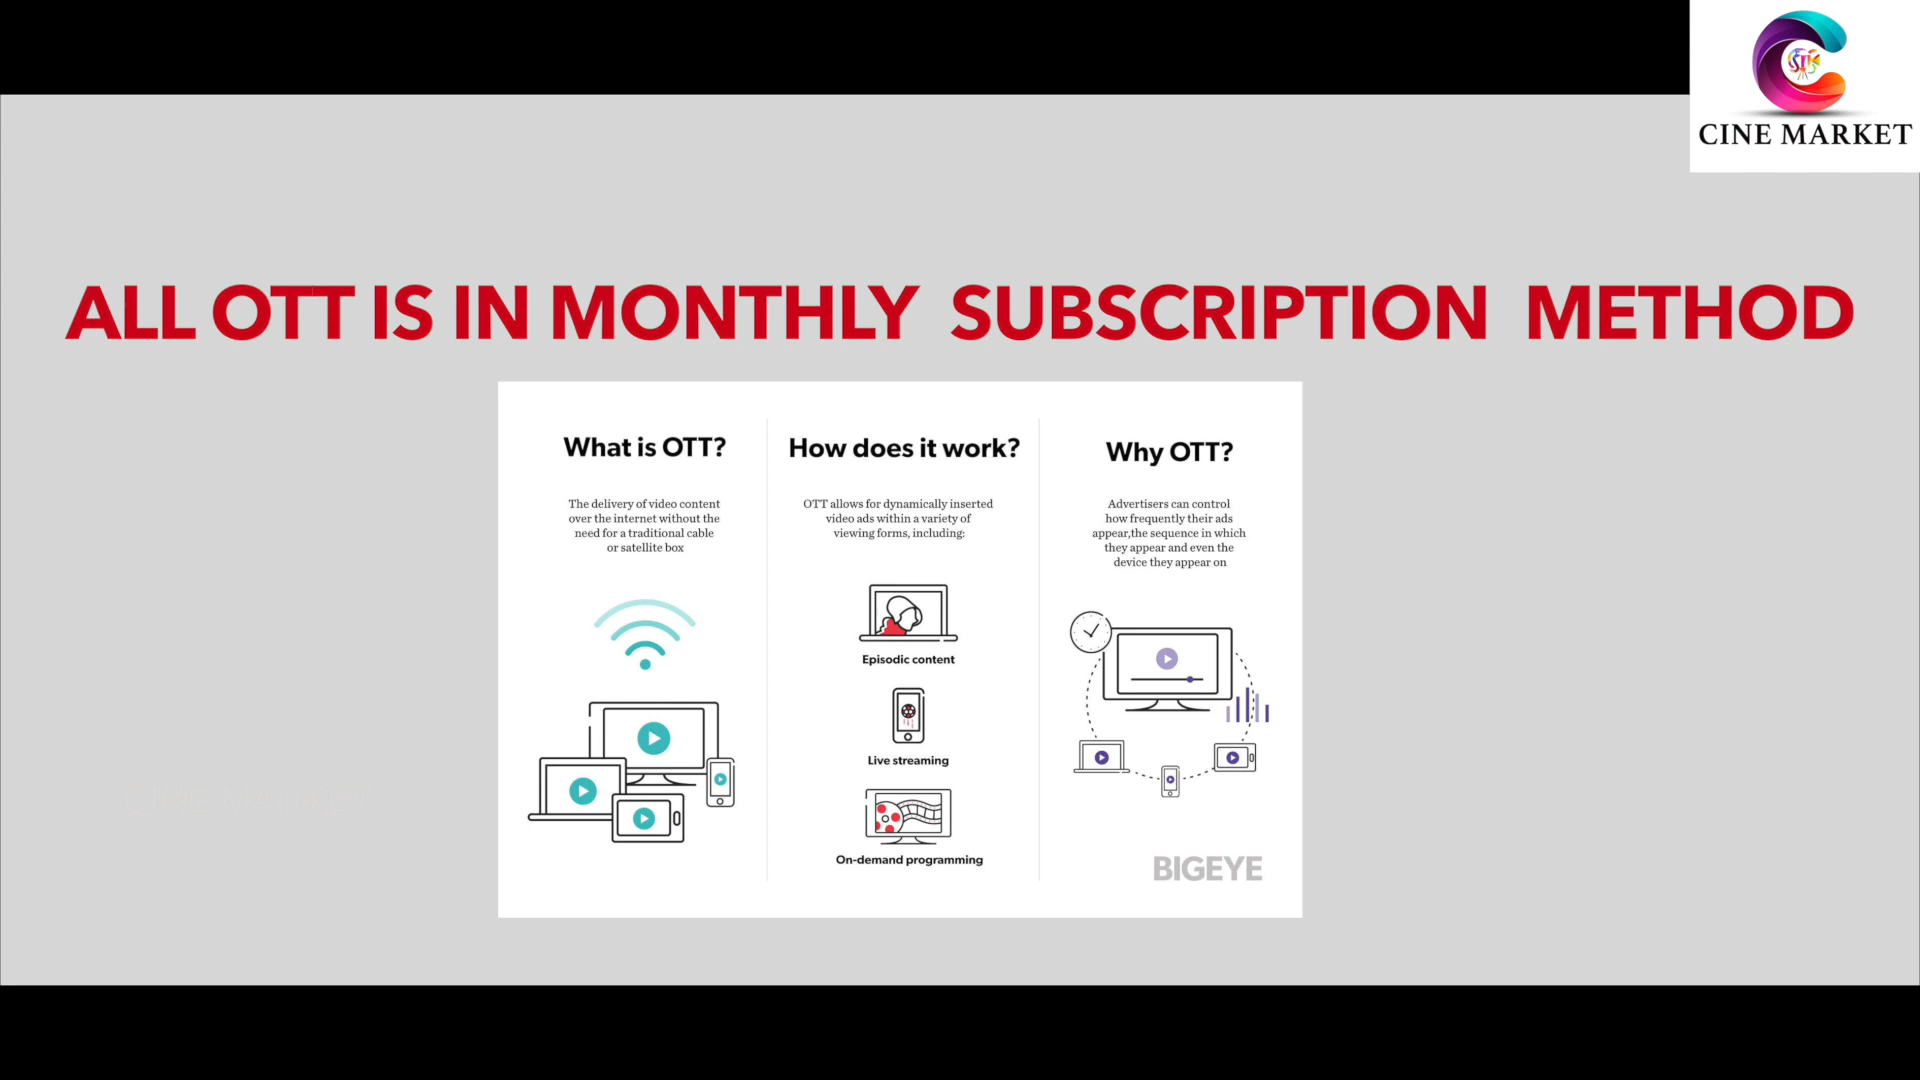 CINE MARKET
ALL OTT IS IN MONTHLY SUBSCRIPTION METHOD
What is OTT?
The delivery of video content
over the internet without the
need for a traditional cable
or satellite box
How does it work?
OTT allows for dynamically inserted
video ads within a variety of
viewing forms, including:
Episodic content
Live streaming
On-demand programming
Why OTT?
Advertisers can control
how frequently their ads
appear,the sequence in which
they appear and even the
device they appear on
BIGEYE